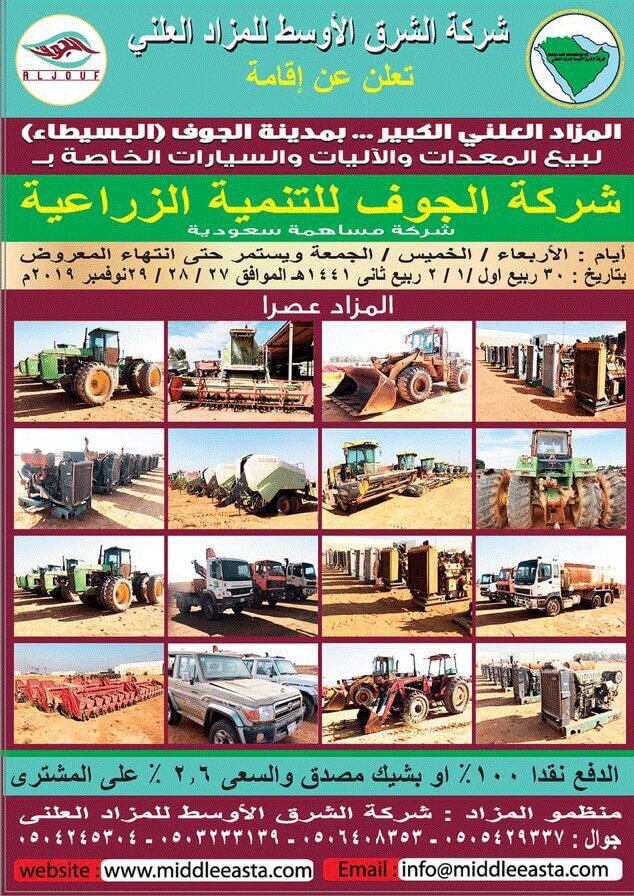 الجوف
ALJOUF
شركة الشرق الأوسط للمزاد العلني
تعلن عن إقامة
المزاد العلني الكبير ... بمدينة الجوف (البسيطاء)
لبيع المعدات والآليات والسيارات الخاصة بـ
شركة الجوف للتنمية الزراعية
شركة مساهمة سعودية
أيام : الأربعاء / الخميس / الجمعة ويستمر حتى انتهاء المعروض
بتاريخ : ٣٠ ربيع اول /١ / ٢ ربيع ثانى ١٤٤١هـ الموافق ٢٧ / ٢٨ / ٢٩نوفمبر ٢٠١٩م
المزاد عصرا
الدفع نقدا ١٠٠٪ او بشيك مصدق والسعى ٢,٦ ٪ على المشترى
منظمو المزاد : شركة الشرق الأوسط للمزاد العلنى
جوال : ٠٥٠٥٤٢٩٣٣٧ - ٠٥٠٦٤٠٨٣٥٣ - ٠٥٠٣٢٣٣١٣٩ - ٠٥٠٤٢٤٥٣٠٤
website : www.middleeasta.com Email : info@middleeasta.com